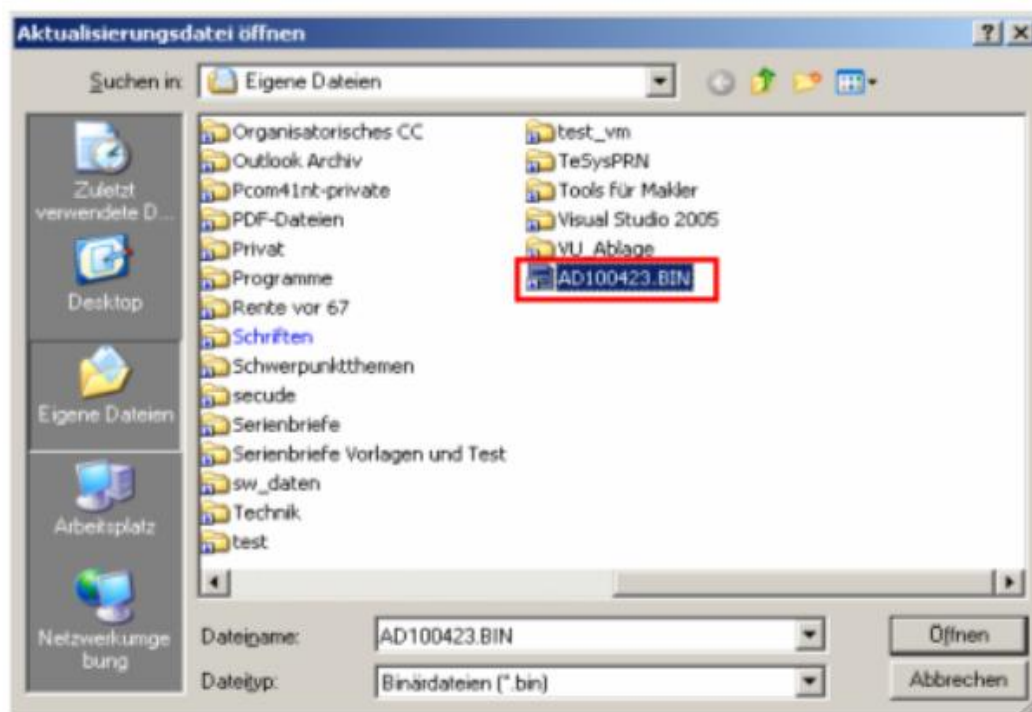 Aktualisierungsdatei öffnen
Suchen in:
Eigene Dateien
Zuletzt
verwendete D...
Desktop
Eigene Dateien
Arbeitsplatz
Netzwerkumge
bung
Organisatorisches CC
Outlook Archiv
Pcom41nt-private
PDF-Dateien
Privat
Programme
Rente vor 67
Schriften
Schwerpunktthemen
secude
Serienbriefe
Serienbriefe Vorlagen und Test
sw_daten
Technik
test
test_vm
TeSysPRN
Tools für Makler
Visual Studio 2005
VU_Ablage
AD100423.BIN
Dateiname:
AD100423.BIN
Öffnen
Dateityp:
Binärdateien (*.bin)
Abbrechen